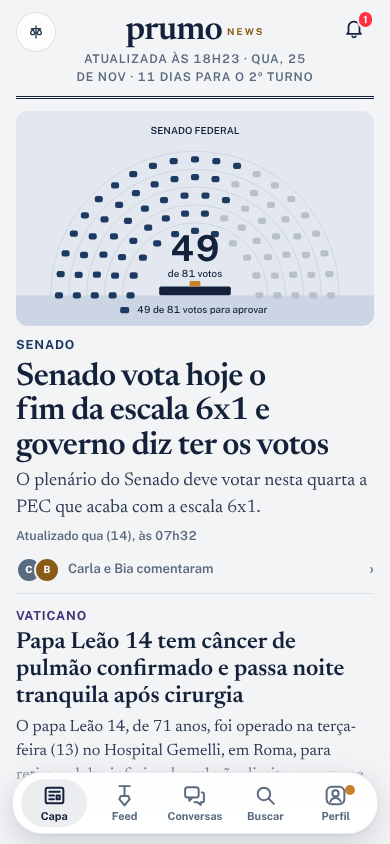 prumo NEWS
1
ATUALIZADA ÀS 18H23 · QUA, 25
DE NOV · 11 DIAS PARA O 2º TURNO
SENADO FEDERAL
49
de 81 votos
49 de 81 votos para aprovar
SENADO
Senado vota hoje o
fim da escala 6x1 e
governo diz ter os votos
O plenário do Senado deve votar nesta quarta a
PEC que acaba com a escala 6x1.
Atualizado qua (14), às 07h32
C B Carla e Bia comentaram ›
VATICANO
Papa Leão 14 tem câncer de
pulmão confirmado e passa noite
tranquila após cirurgia
O papa Leão 14, de 71 anos, foi operado na terça-
feira (13) no Hospital Gemelli, em Roma, para
Capa Feed Conversas Buscar Perfil